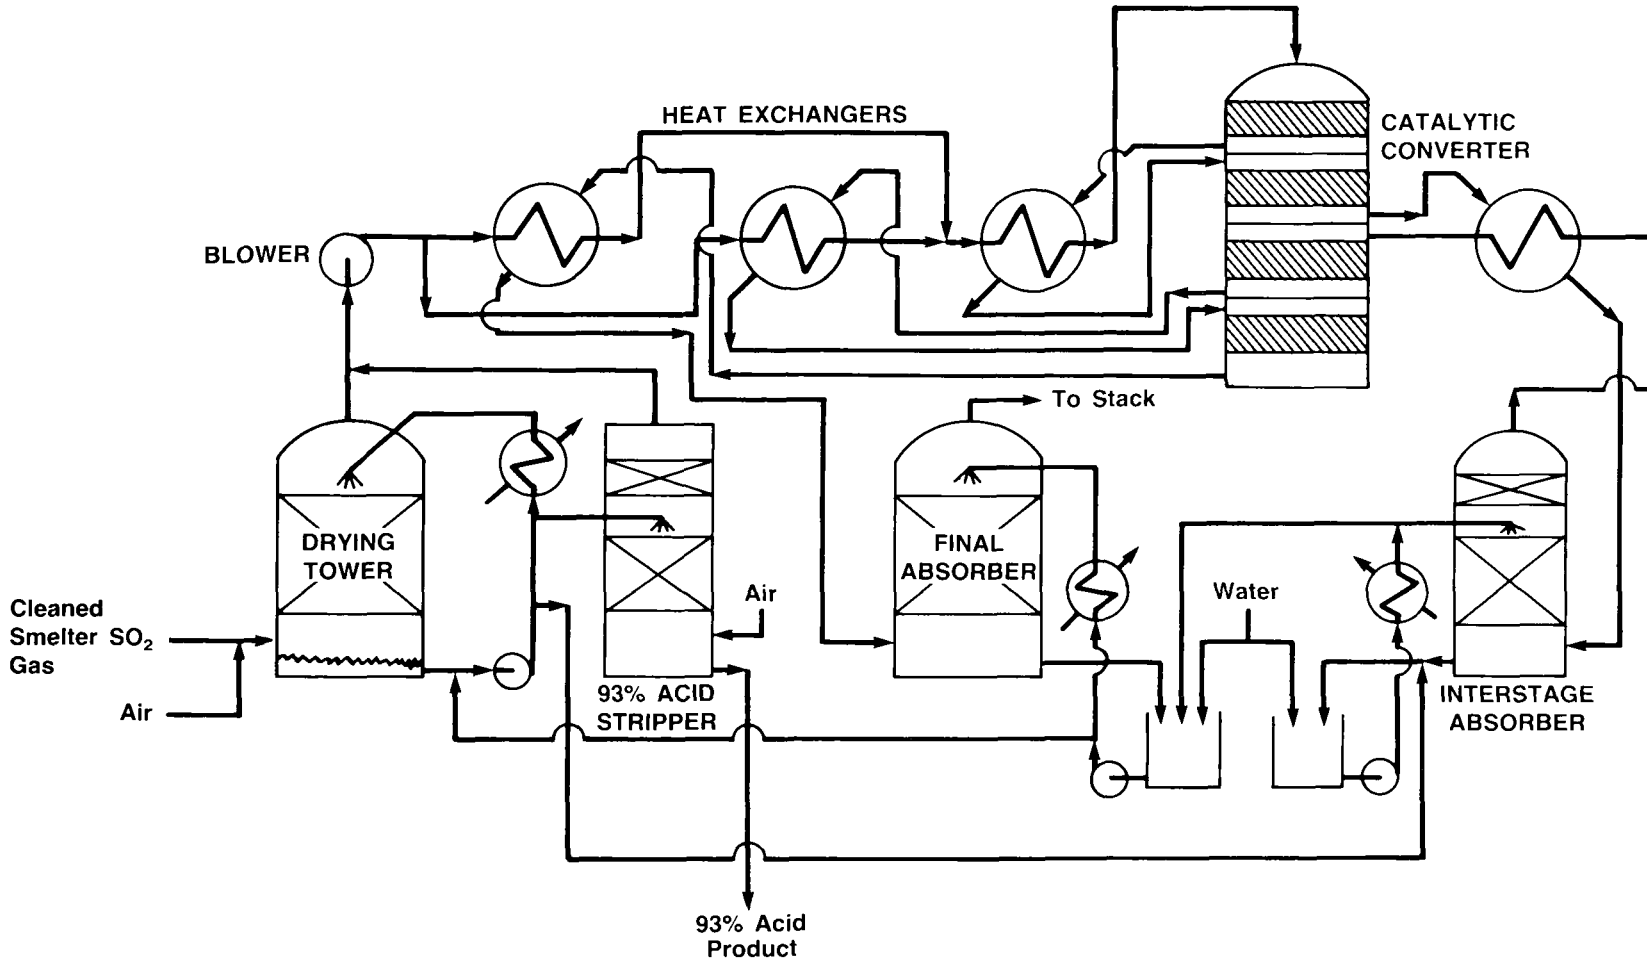 HEAT EXCHANGERS
CATALYTIC
CONVERTER
BLOWER
To Stack
DRYING
TOWER
FINAL
ABSORBER
Air
Water
Cleaned
Smelter SO₂
Gas
Air
93% ACID
STRIPPER
INTERSTAGE
ABSORBER
93% Acid
Product